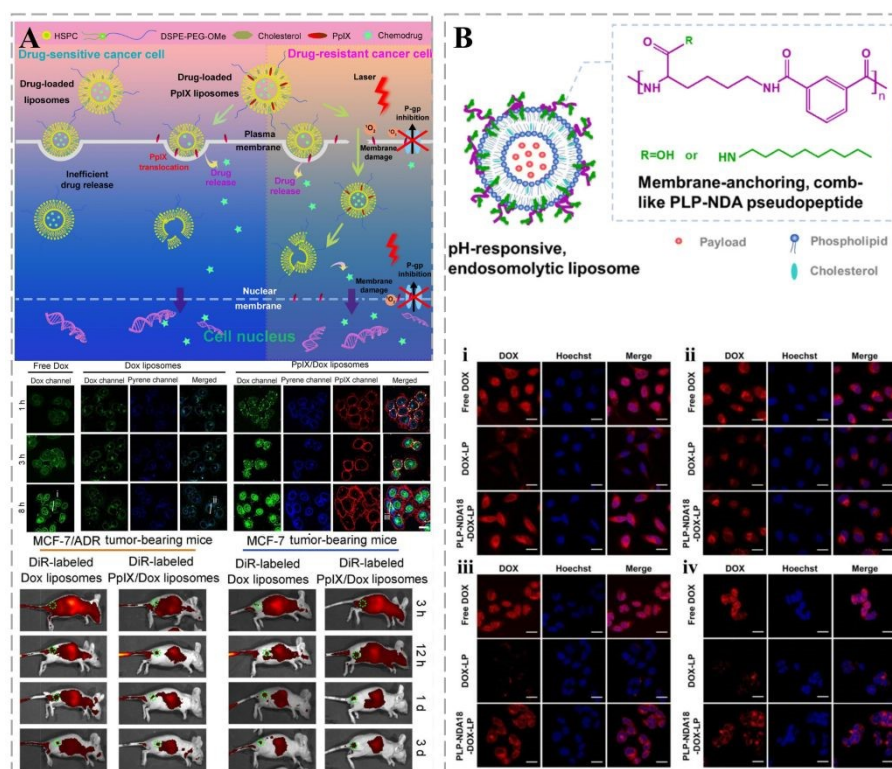 A
HSPC
DSPE-PEG-OMe
Cholesterol
PpIX
Chemodrug
Drug-sensitive cancer cell
Drug-resistant cancer cell
Drug-loaded
liposomes
Drug-loaded
PpIX liposomes
Laser
P-gp
inhibition
¹O₂
Plasma
membrane
Membrane
damage
PpIX
translocation
Drug
release
Drug
release
Inefficient
drug release
P-gp
inhibition
Nuclear
membrane
Membrane
damage
Cell nucleus
Free Dox
Dox liposomes
PpIX/Dox liposomes
Dox channel
Dox channel
Pyrene channel
Merged
Dox channel
Pyrene channel
PpIX channel
Merged
1 h
3 h
8 h
i
ii
iii
MCF-7/ADR tumor-bearing mice
MCF-7 tumor-bearing mice
DiR-labeled
Dox liposomes
DiR-labeled
PpIX/Dox liposomes
DiR-labeled
Dox liposomes
DiR-labeled
PpIX/Dox liposomes
3 h
12 h
1 d
3 d
B
O
R
O
O
NH
NH
n
R=OH or HN
Membrane-anchoring, comb-
like PLP-NDA pseudopeptide
pH-responsive,
endosomolytic liposome
Payload
Phospholipid
Cholesterol
i
DOX
Hoechst
Merge
Free DOX
DOX-LP
PLP-NDA18
-DOX-LP
ii
DOX
Hoechst
Merge
Free DOX
DOX-LP
PLP-NDA18
-DOX-LP
iii
DOX
Hoechst
Merge
Free DOX
DOX-LP
PLP-NDA18
-DOX-LP
iv
DOX
Hoechst
Merge
Free DOX
DOX-LP
PLP-NDA18
-DOX-LP